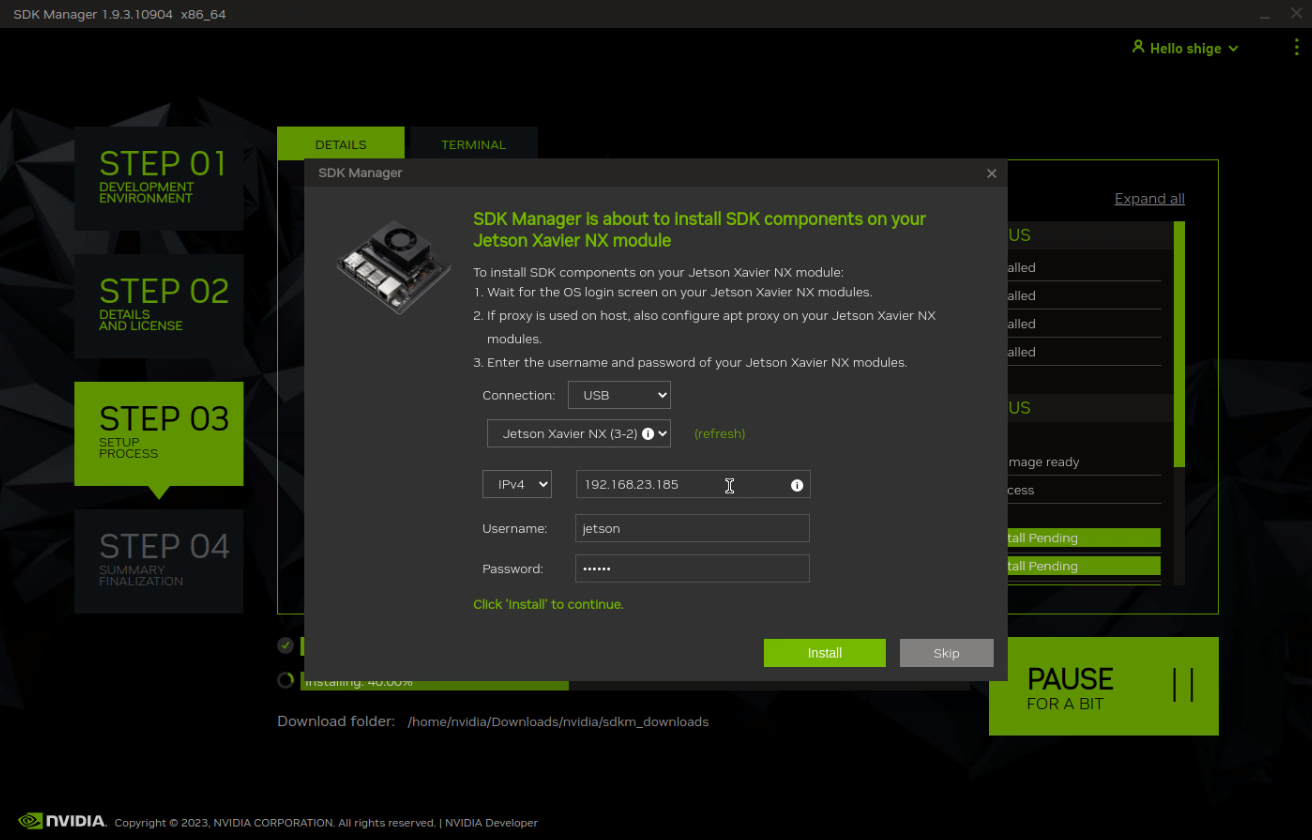 SDK Manager 1.9.3.10904 x86_64
Hello shige
STEP 01
DEVELOPMENT
ENVIRONMENT
STEP 02
DETAILS
AND LICENSE
STEP 03
SETUP
PROCESS
STEP 04
SUMMARY
FINALIZATION
DETAILS
TERMINAL
Expand all
US
alled
alled
alled
alled
US
mage ready
cess
tall Pending
tall Pending
SDK Manager
SDK Manager is about to install SDK components on your
Jetson Xavier NX module
To install SDK components on your Jetson Xavier NX module:
1. Wait for the OS login screen on your Jetson Xavier NX modules.
2. If proxy is used on host, also configure apt proxy on your Jetson Xavier NX
modules.
3. Enter the username and password of your Jetson Xavier NX modules.
Connection: USB
Jetson Xavier NX (3-2) (refresh)
IPv4 192.168.23.185
Username: jetson
Password: ••••••
Click 'Install' to continue.
Install
Skip
Installing: 40.00%
PAUSE
FOR A BIT
Download folder: /home/nvidia/Downloads/nvidia/sdkm_downloads
NVIDIA. Copyright © 2023, NVIDIA CORPORATION. All rights reserved. | NVIDIA Developer